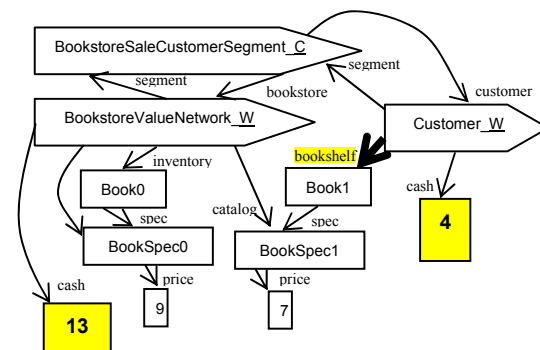 BookstoreSaleCustomerSegment_C
segment
segment
bookstore
customer
BookstoreValueNetwork_W
Customer_W
inventory
bookshelf
Book0
Book1
cash
4
spec
catalog
spec
BookSpec0
BookSpec1
cash
price
price
9
7
13